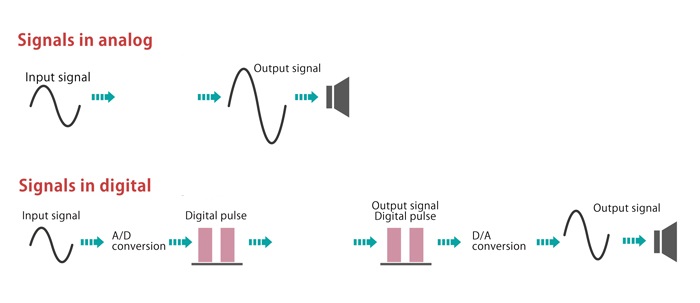 Signals in analog
Input signal
Output signal
Signals in digital
Input signal
A/D
conversion
Digital pulse
Output signal
Digital pulse
D/A
conversion
Output signal